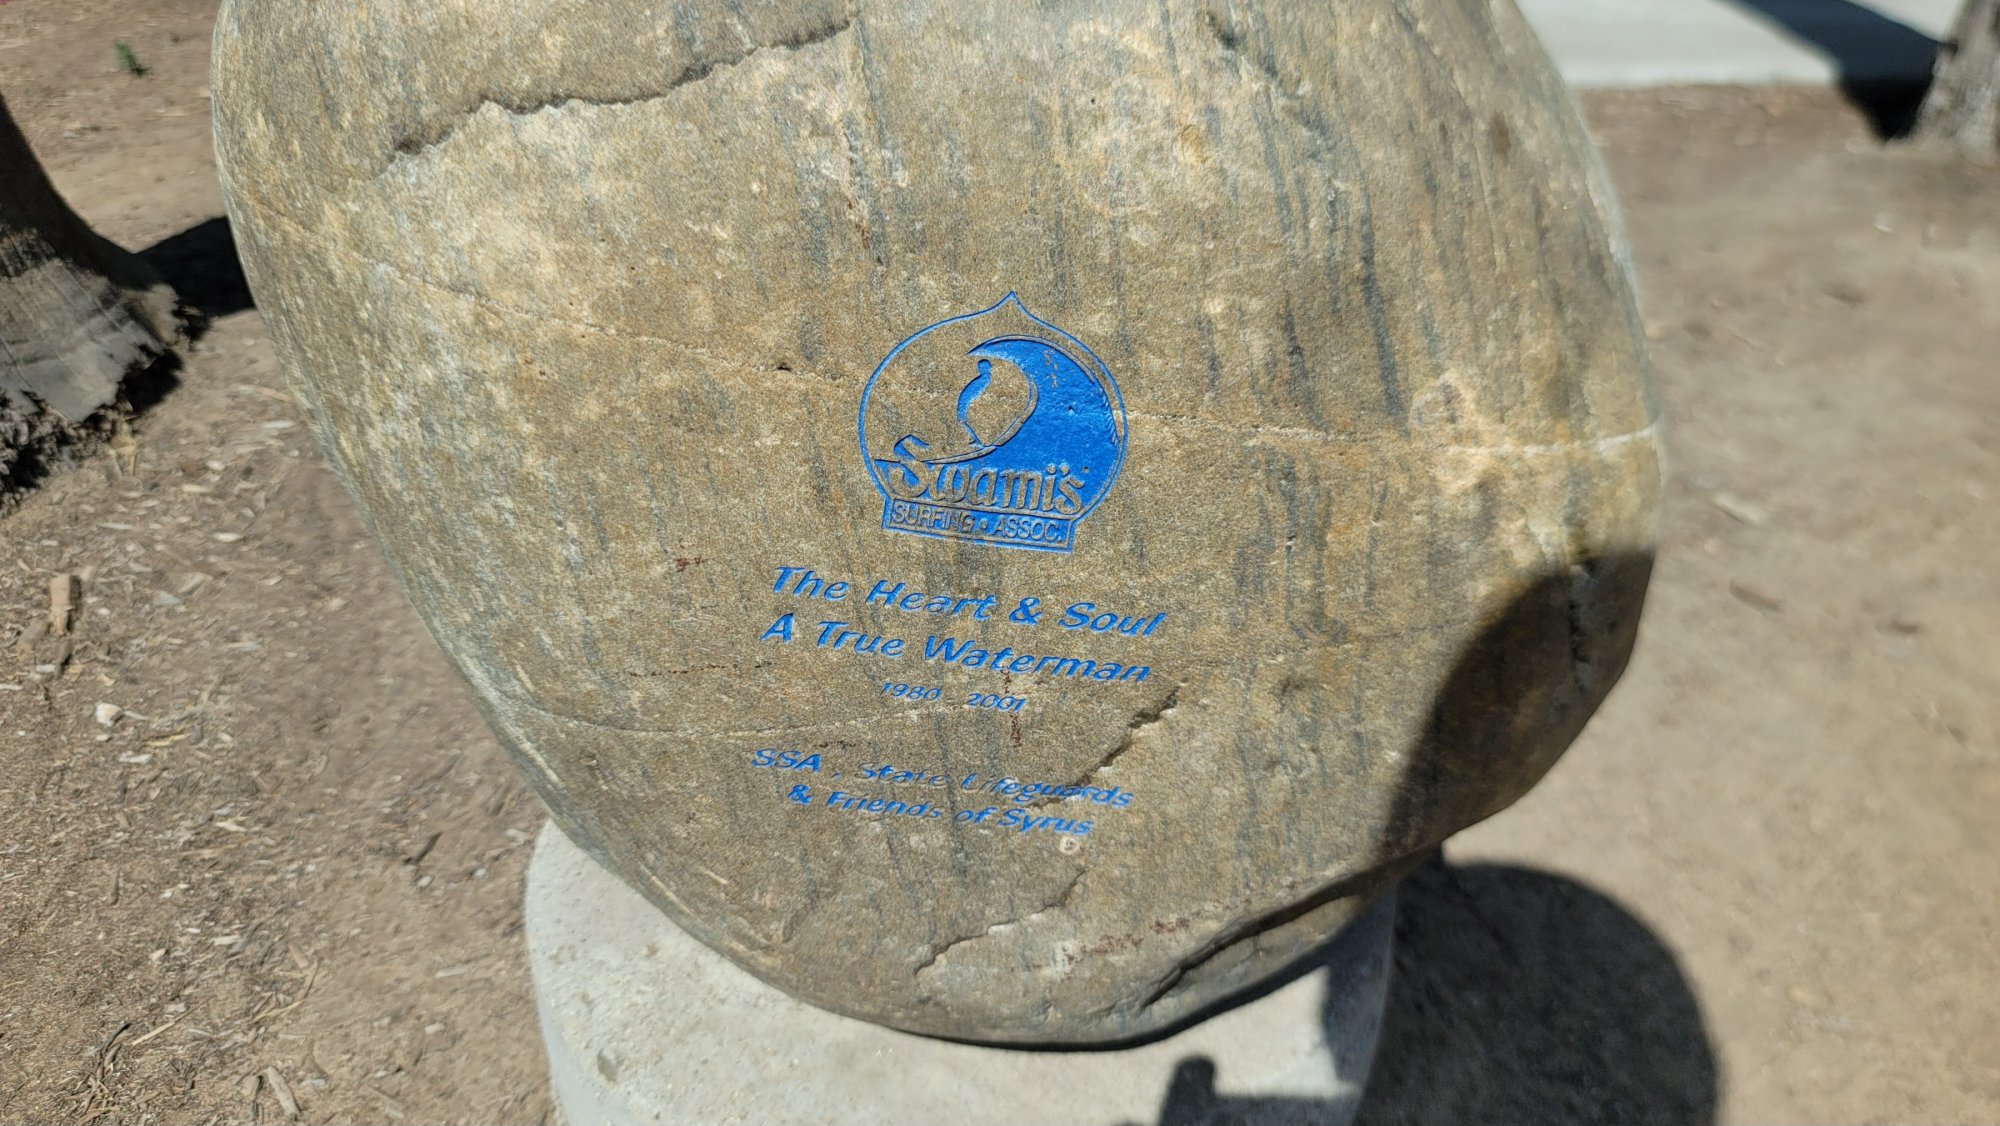 Swami's
SURFING • ASSOC.
The Heart & Soul
A True Waterman
1980 2001
SSA, State Lifeguards
& Friends of Syrus